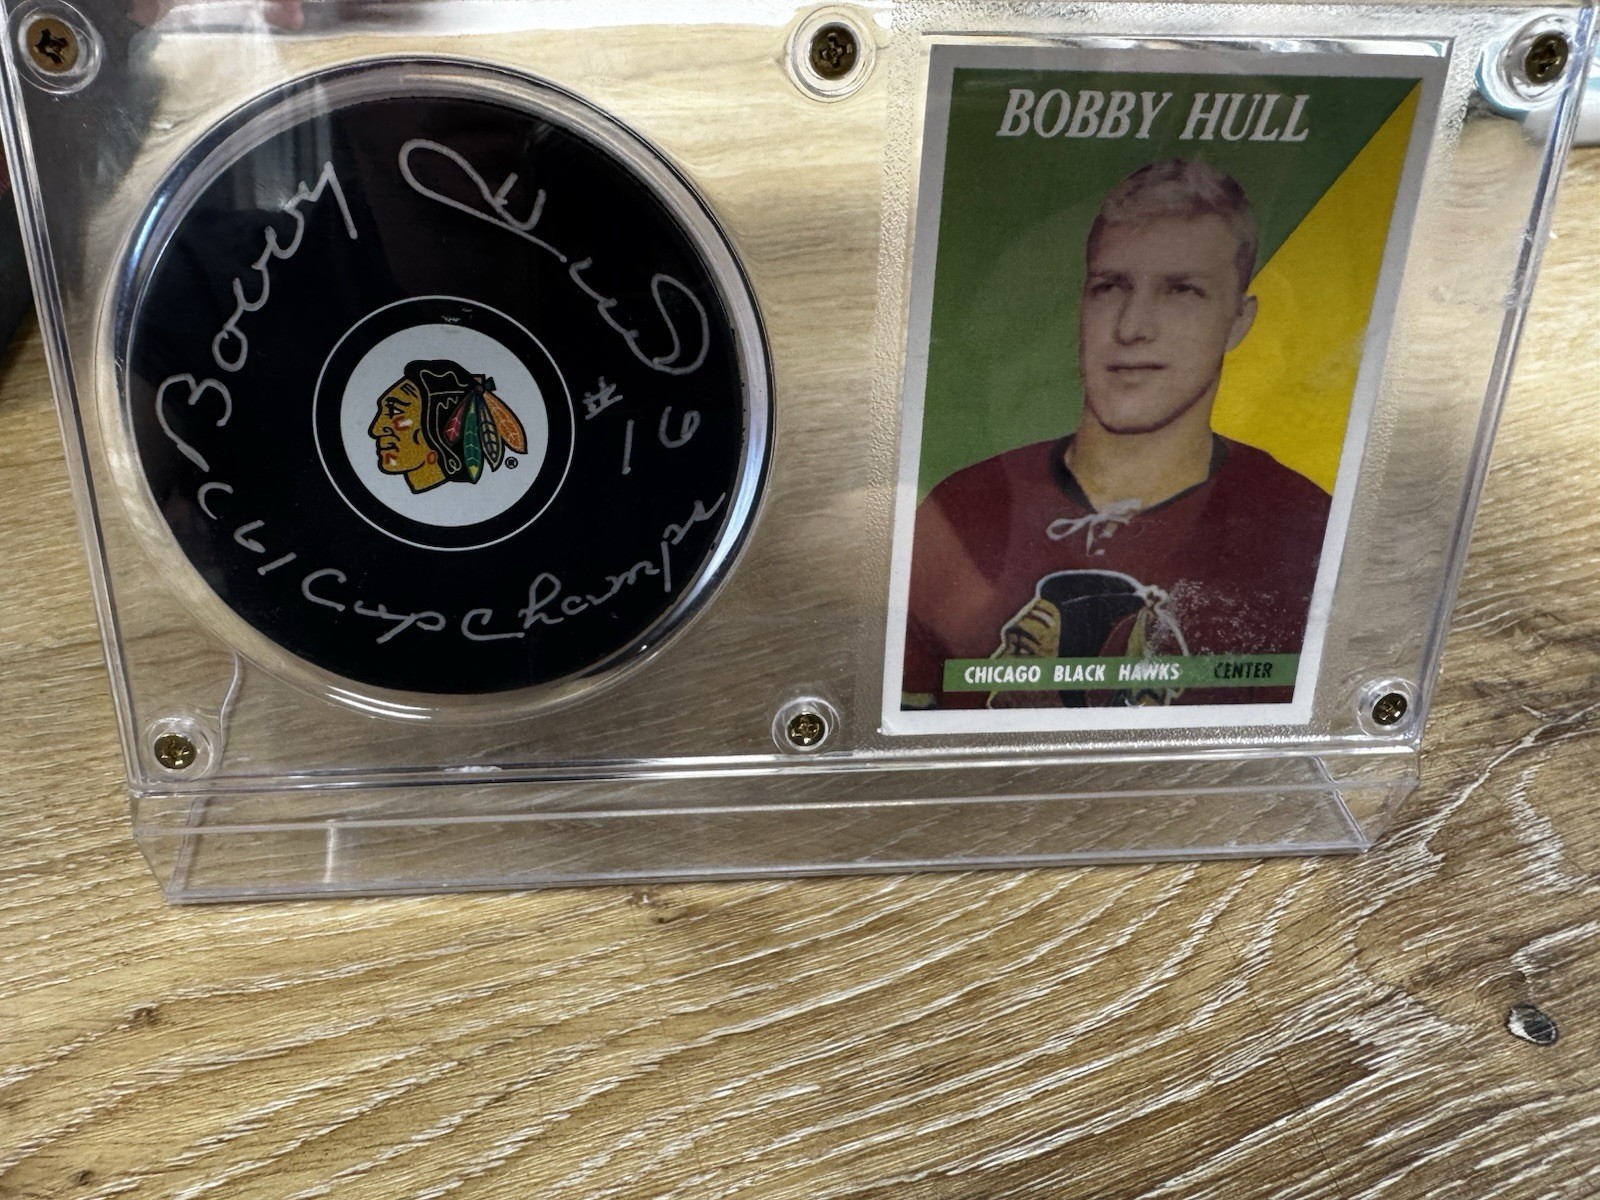 Bobby Hull
#16
61 Cup Champs
®
BOBBY HULL
CHICAGO BLACK HAWKS CENTER